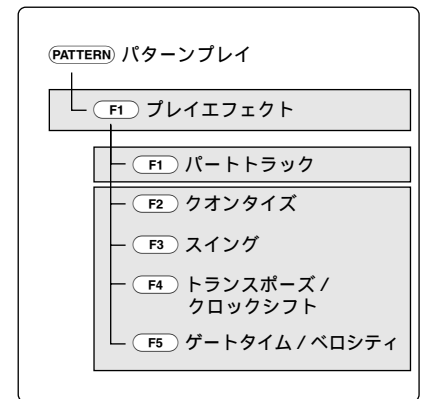 PATTERN パターンプレイ
F1 プレイエフェクト
F1 パートトラック
F2 クオンタイズ
F3 スイング
F4 トランスポーズ /
クロックシフト
F5 ゲートタイム / ベロシティ